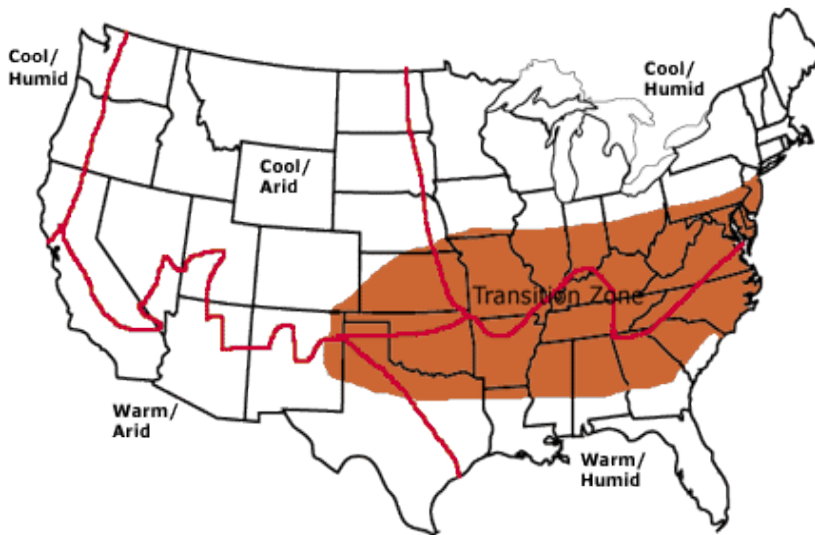 Cool/
Humid
Cool/
Humid
Cool/
Arid
Transition Zone
Warm/
Arid
Warm/
Humid